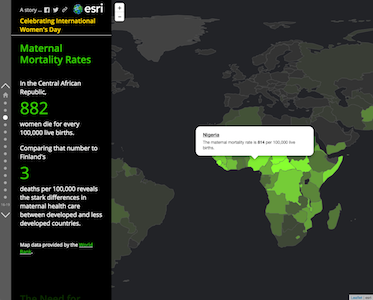 A story ...
esri
Celebrating International
Women's Day
Maternal
Mortality Rates
In the Central African
Republic,
882
women die for every
100,000 live births.
Comparing that number to
Finland's
3
deaths per 100,000 reveals
the stark differences in
maternal health care
between developed and less
developed countries.
Map data provided by the World
Bank.
+
-
Nigeria
The maternal mortality rate is 814 per 100,000 live
births.
The Need for
Leaflet | Esri